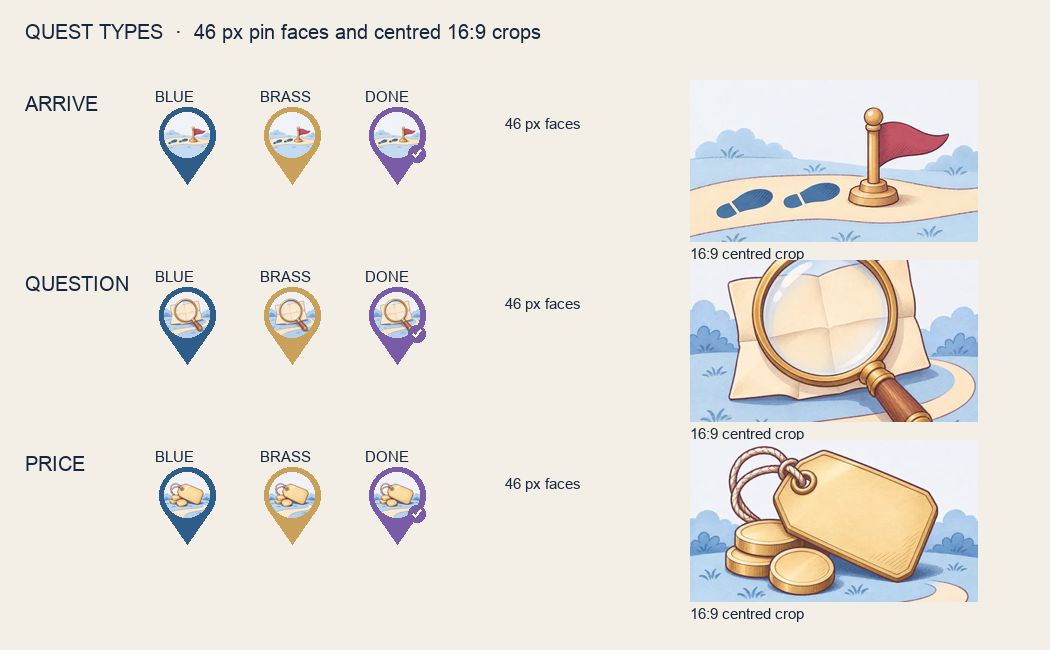 QUEST TYPES · 46 px pin faces and centred 16:9 crops
ARRIVE
BLUE
BRASS
DONE
46 px faces
16:9 centred crop
QUESTION
BLUE
BRASS
DONE
46 px faces
16:9 centred crop
PRICE
BLUE
BRASS
DONE
46 px faces
16:9 centred crop